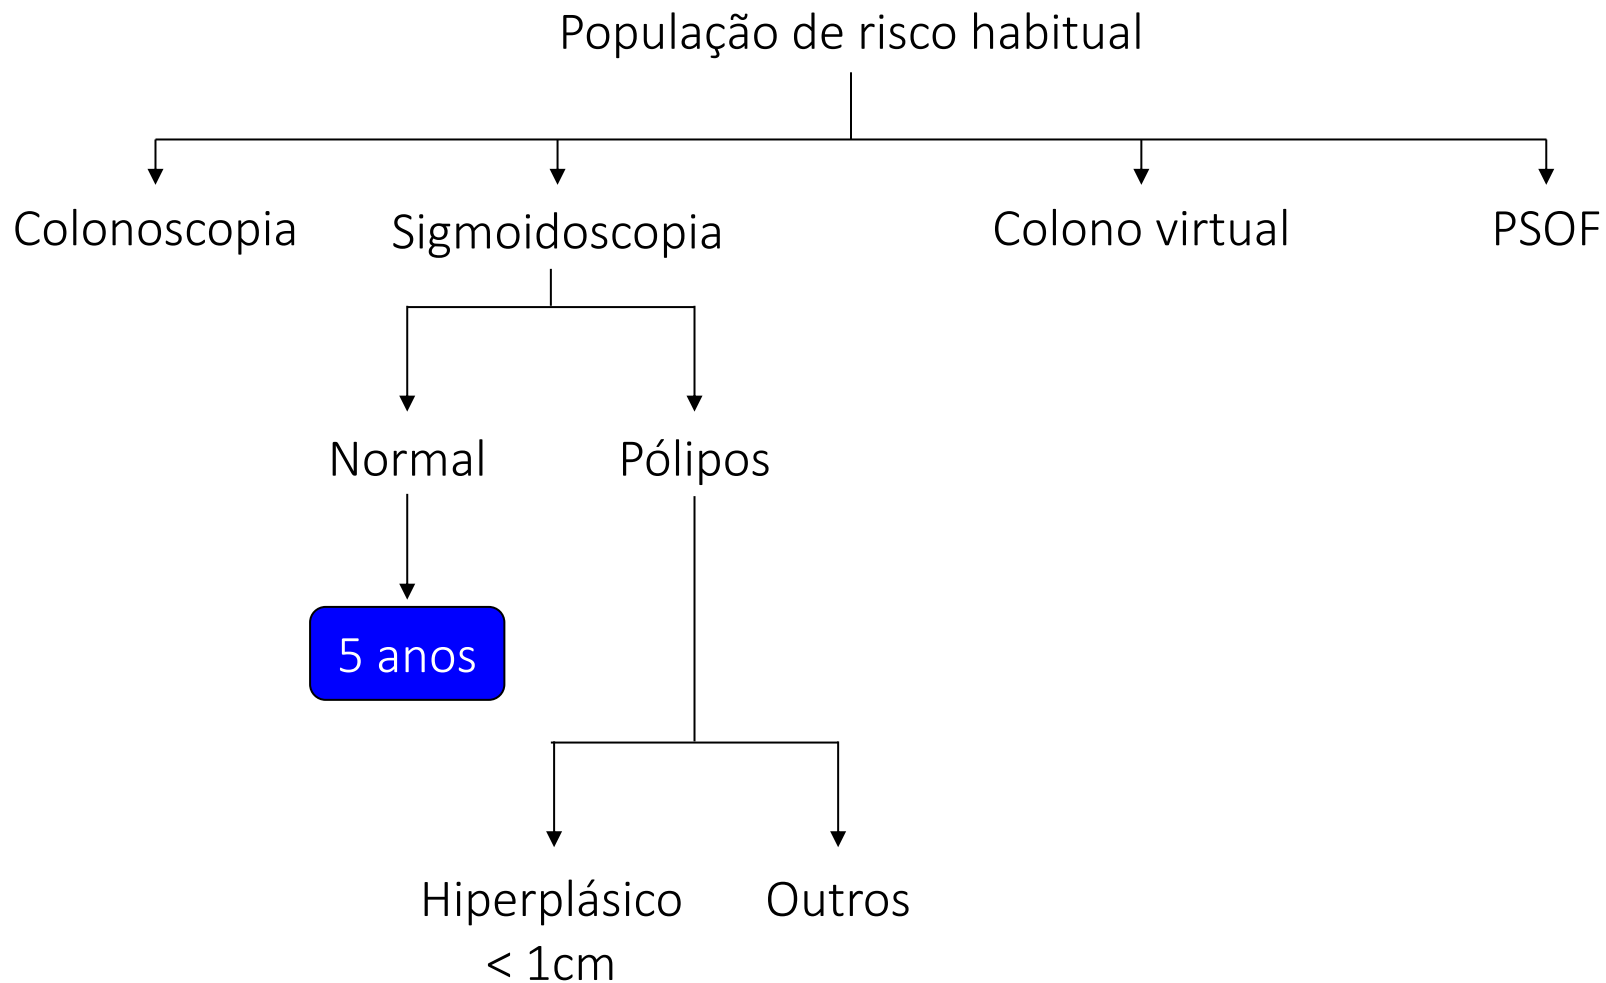 População de risco habitual
Colonoscopia
Sigmoidoscopia
Colono virtual
PSOF
Normal
Pólipos
5 anos
Hiperplásico
< 1cm
Outros